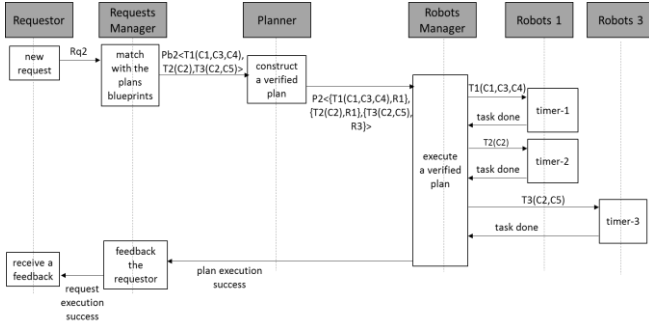 Requestor
Requests
Manager
Planner
Robots
Manager
Robots 1
Robots 3
new
request
Rq2
match
with the
plans
blueprints
Pb2<T1(C1,C3,C4),
T2(C2),T3(C2,C5)>
construct
a verified
plan
P2<{T1(C1,C3,C4),R1},
{T2(C2),R1},{T3(C2,C5),
R3}>
execute
a verified
plan
T1(C1,C3,C4)
task done
timer-1
T2(C2)
task done
timer-2
T3(C2,C5)
task done
timer-3
plan execution
success
feedback
the
requestor
request
execution
success
receive a
feedback